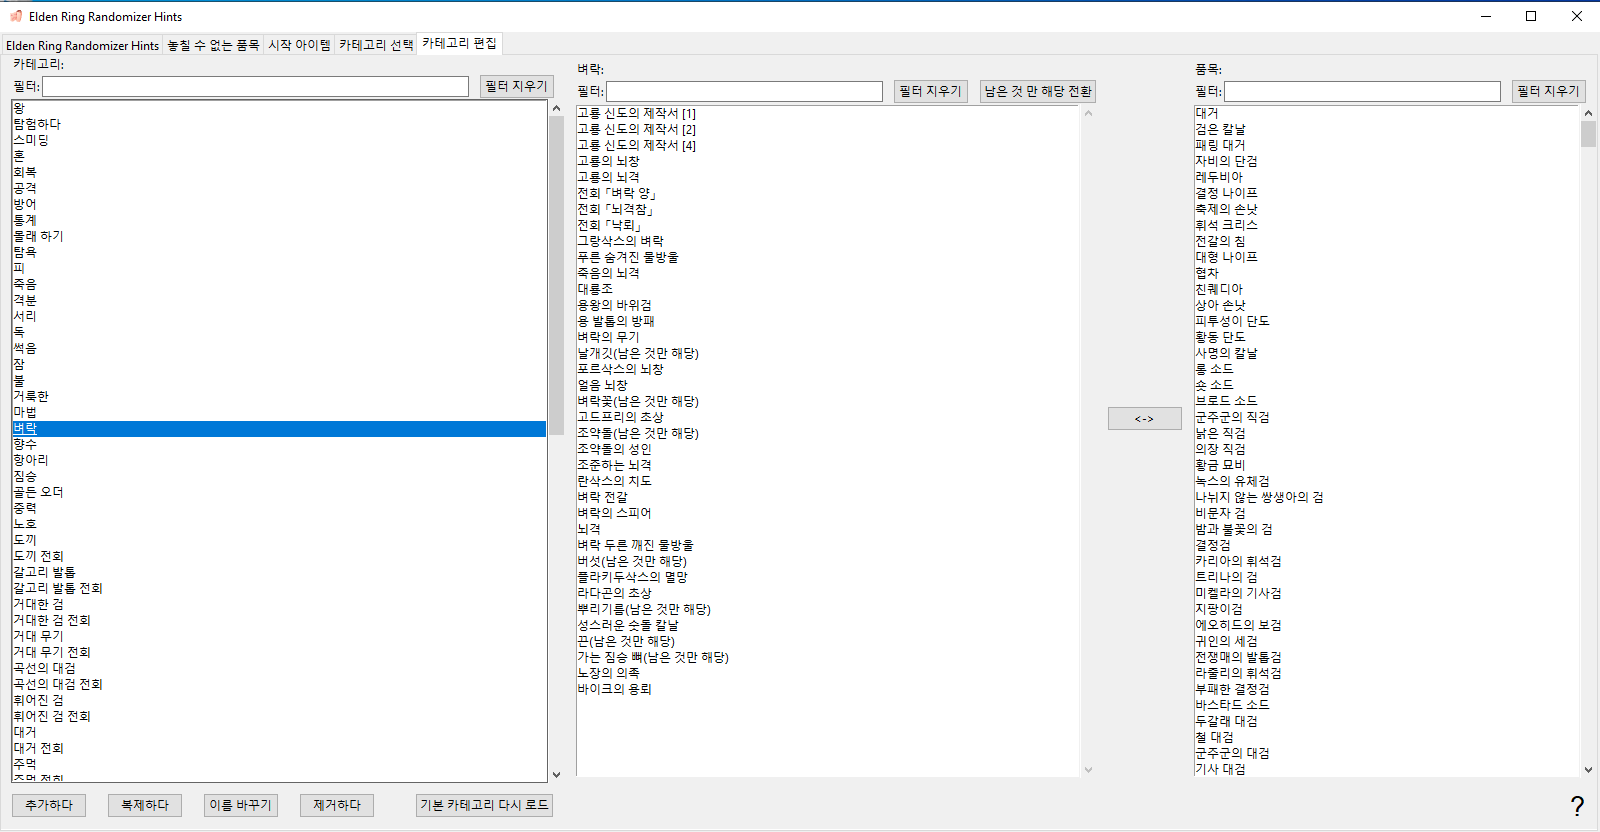 Elden Ring Randomizer Hints
Elden Ring Randomizer Hints 놓칠 수 없는 품목 시작 아이템 카테고리 선택 카테고리 편집
카테고리:
필터: 필터 지우기
왕
탐험하다
스미딩
혼
회복
공격
방어
통계
몰래 하기
탐욕
피
죽음
격분
서리
독
썩음
잠
불
거룩한
마법
벼락
향수
항아리
짐승
골든 오더
중력
노호
도끼
도끼 전회
갈고리 발톱
갈고리 발톱 전회
거대한 검
거대한 검 전회
거대 무기
거대 무기 전회
곡선의 대검
곡선의 대검 전회
휘어진 검
휘어진 검 전회
대거
대거 전회
주먹
주먹 전회
추가하다 복제하다 이름 바꾸기 제거하다 기본 카테고리 다시 로드
벼락:
필터: 필터 지우기 남은 것 만 해당 전환
고룡 신도의 제작서 [1]
고룡 신도의 제작서 [2]
고룡 신도의 제작서 [4]
고룡의 뇌창
고룡의 뇌격
전회 「벼락 양」
전회 「뇌격참」
전회 「낙뢰」
그랑삭스의 벼락
푸른 숨겨진 물방울
죽음의 뇌격
대룡조
용왕의 바위검
용 발톱의 방패
벼락의 무기
날개깃(남은 것만 해당)
포르삭스의 뇌창
얼음 뇌창
벼락꽃(남은 것만 해당)
고드프리의 초상
조약돌(남은 것만 해당)
조약돌의 성인
조준하는 뇌격
란삭스의 치도
벼락 전갈
벼락의 스피어
뇌격
벼락 두른 깨진 물방울
버섯(남은 것만 해당)
플라키두삭스의 멸망
라다곤의 초상
뿌리기름(남은 것만 해당)
성스러운 숫돌 칼날
끈(남은 것만 해당)
가는 짐승 뼈(남은 것만 해당)
노장의 의족
바이크의 용뢰
<->
품목:
필터: 필터 지우기
대거
검은 칼날
패링 대거
자비의 단검
레두비아
결정 나이프
축제의 손낫
휘석 크리스
전갈의 침
대형 나이프
협차
친퀘디아
상아 손낫
피투성이 단도
황동 단도
사명의 칼날
롱 소드
숏 소드
브로드 소드
군주군의 직검
낡은 직검
의장 직검
황금 묘비
녹스의 유체검
나뉘지 않는 쌍생아의 검
비문자 검
밤과 불꽃의 검
결정검
카리아의 휘석검
트리나의 검
미켈라의 기사검
지팡이검
에오히드의 보검
귀인의 세검
전쟁매의 발톱검
라줄리의 휘석검
부패한 결정검
바스타드 소드
두갈래 대검
철 대검
군주군의 대검
기사 대검
?